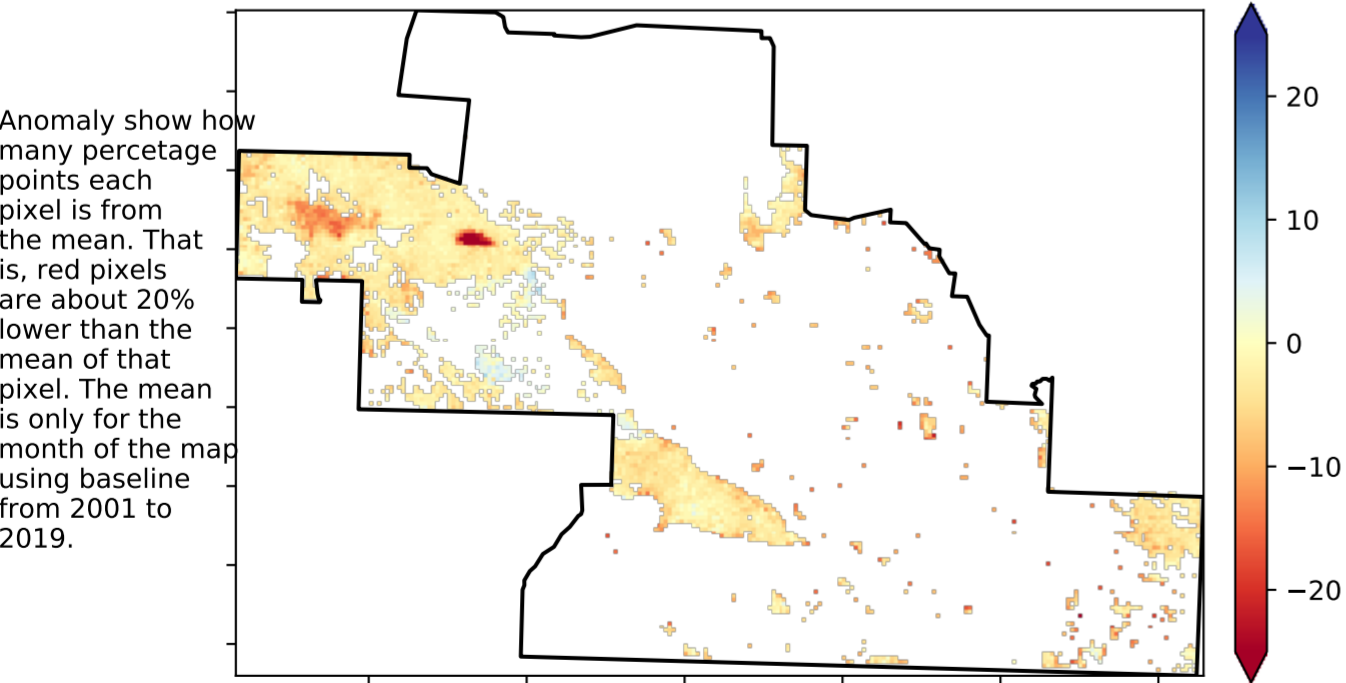 Anomaly show how
many percetage
points each
pixel is from
the mean. That
is, red pixels
are about 20%
lower than the
mean of that
pixel. The mean
is only for the
month of the map
using baseline
from 2001 to
2019.
20
10
0
−10
−20